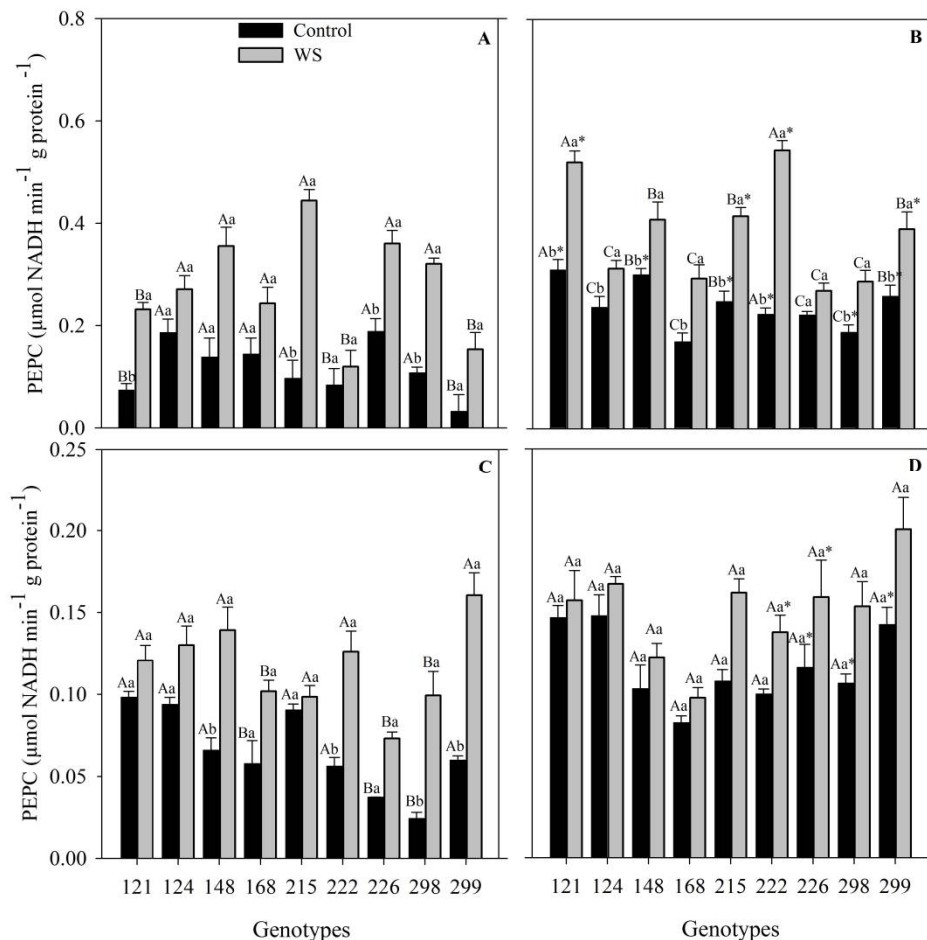 Control
WS
A
B
PEPC (µmol NADH min⁻¹ g protein⁻¹)
0.8
0.6
0.4
0.2
0.0
Bb Ba Aa Aa Aa Aa Aa Aa Ab Aa Ba Ba Ab Aa Ab Aa Ba Ba
Ab* Aa* Cb Ca Bb* Ba Cb Ca Bb* Ba* Ab* Aa* Ca Ca Cb* Ca Bb* Ba*
C
D
PEPC (µmol NADH min⁻¹ g protein⁻¹)
0.25
0.20
0.15
0.10
0.05
0.00
Aa Aa Aa Aa Ab Aa Ba Ba Aa Aa Ab Aa Ba Ba Bb Ba Ab Aa
Aa Aa Aa Aa Aa Aa Aa Aa Aa Aa Aa Aa* Aa* Aa* Aa* Aa Aa* Aa
121 124 148 168 215 222 226 298 299
121 124 148 168 215 222 226 298 299
Genotypes
Genotypes